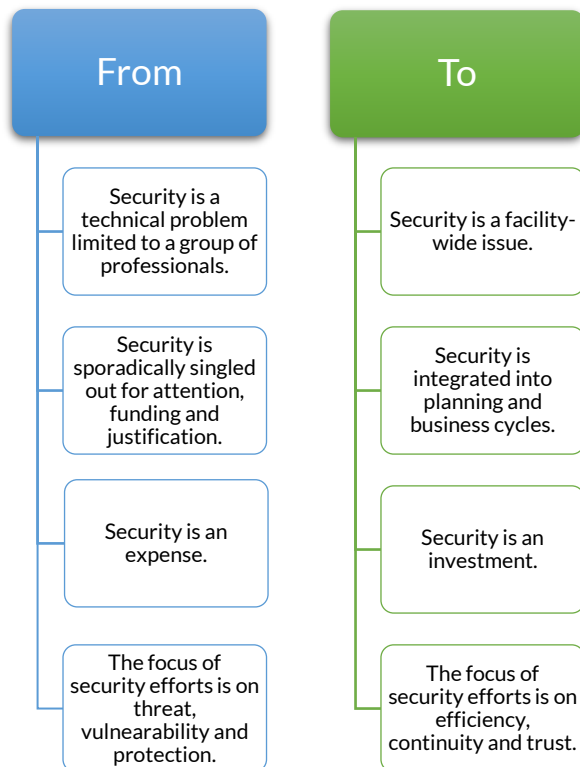 From
Security is a
technical problem
limited to a group of
professionals.
Security is
sporadically singled
out for attention,
funding and
justification.
Security is an
expense.
The focus of
security efforts is on
threat,
vulnearability and
protection.
To
Security is a facility-
wide issue.
Security is
integrated into
planning and
business cycles.
Security is an
investment.
The focus of
security efforts is on
efficiency,
continuity and trust.